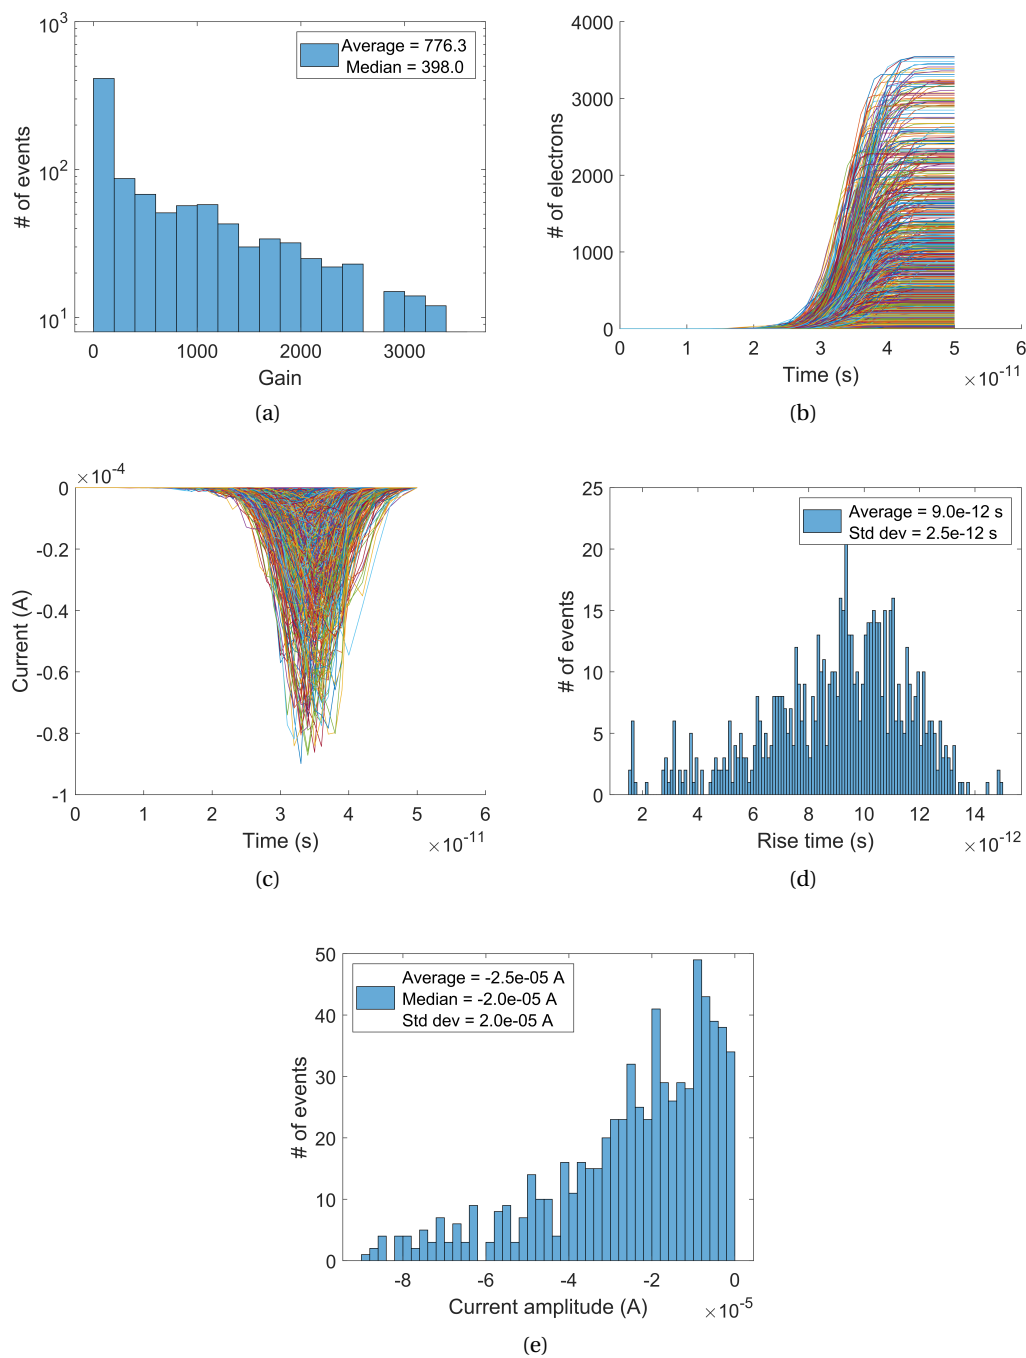 10^3
10^2
10^1
# of events
Average = 776.3
Median = 398.0
0 1000 2000 3000
Gain
(a)
4000
3000
2000
1000
0
# of electrons
0 1 2 3 4 5 6
Time (s) ×10^-11
(b)
×10^-4
0
-0.2
-0.4
-0.6
-0.8
-1
Current (A)
0 1 2 3 4 5 6
Time (s) ×10^-11
(c)
25
20
15
10
5
0
# of events
Average = 9.0e-12 s
Std dev = 2.5e-12 s
2 4 6 8 10 12 14
Rise time (s) ×10^-12
(d)
50
40
30
20
10
0
# of events
Average = -2.5e-05 A
Median = -2.0e-05 A
Std dev = 2.0e-05 A
-8 -6 -4 -2 0
Current amplitude (A) ×10^-5
(e)